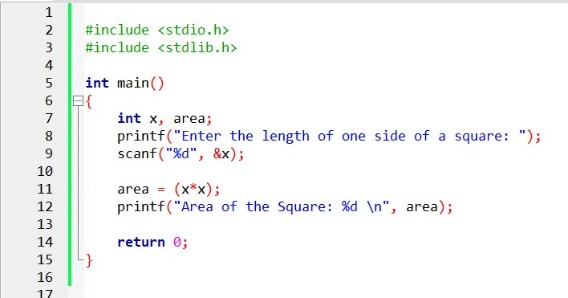 1
2 #include <stdio.h>
3 #include <stdlib.h>
4
5 int main()
6 {
7 int x, area;
8 printf("Enter the length of one side of a square: ");
9 scanf("%d", &x);
10
11 area = (x*x);
12 printf("Area of the Square: %d \n", area);
13
14 return 0;
15 }
16
17